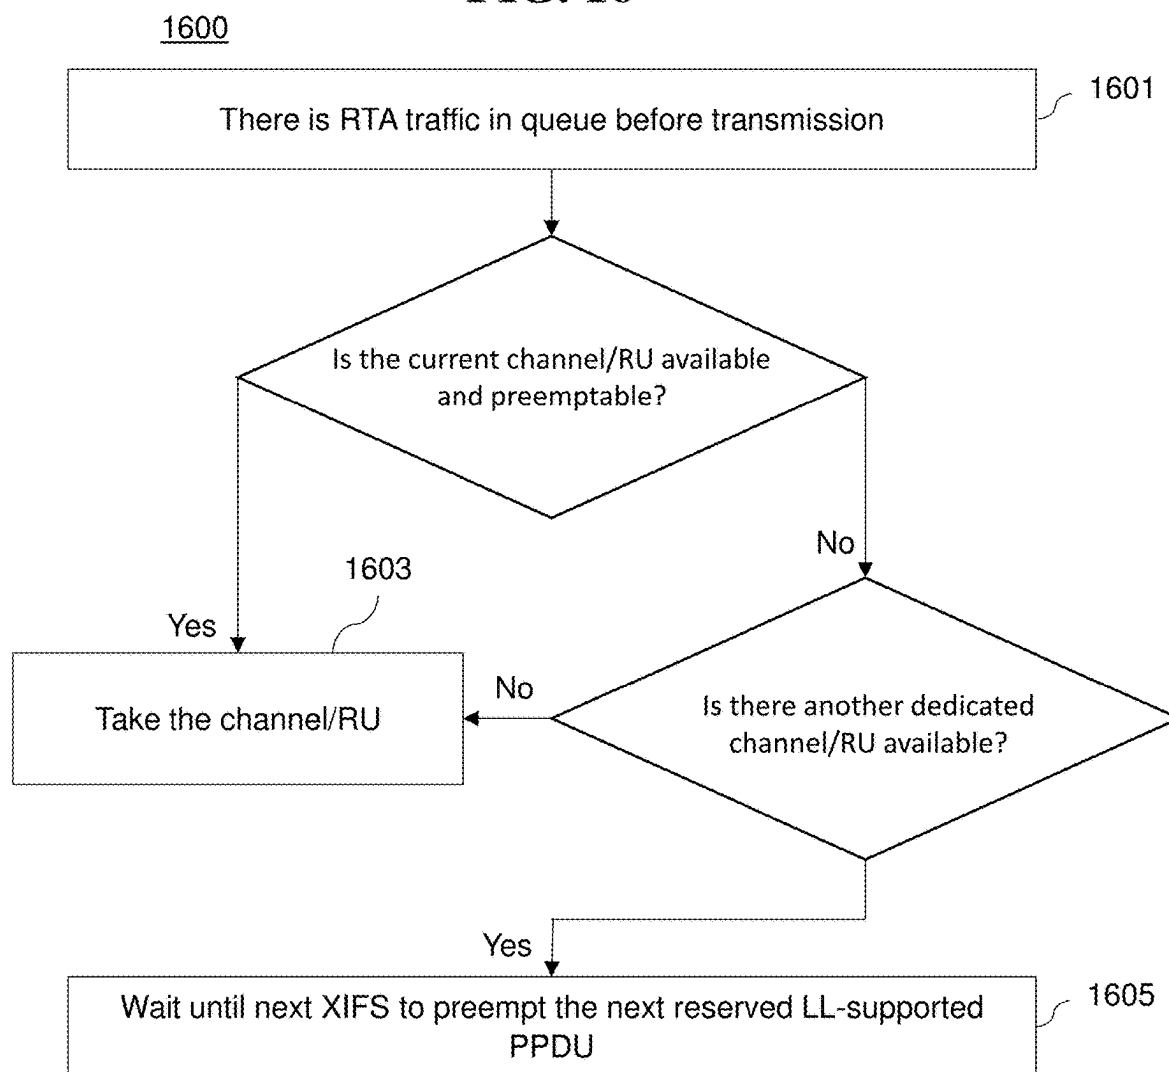 1600
There is RTA traffic in queue before transmission
1601
Is the current channel/RU available
and preemptable?
No
1603
Yes
Take the channel/RU
No
Is there another dedicated
channel/RU available?
Yes
Wait until next XIFS to preempt the next reserved LL-supported
PPDU
1605